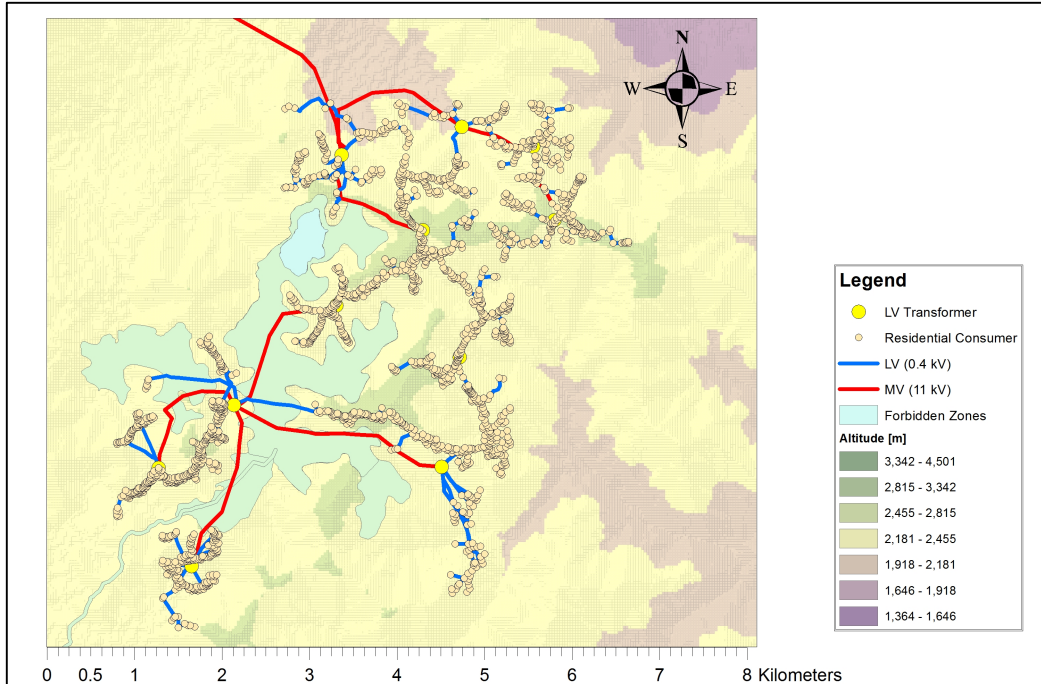 N
W E
S
Legend
LV Transformer
Residential Consumer
LV (0.4 kV)
MV (11 kV)
Forbidden Zones
Altitude [m]
3,342 - 4,501
2,815 - 3,342
2,455 - 2,815
2,181 - 2,455
1,918 - 2,181
1,646 - 1,918
1,364 - 1,646
0 0.5 1 2 3 4 5 6 7 8 Kilometers